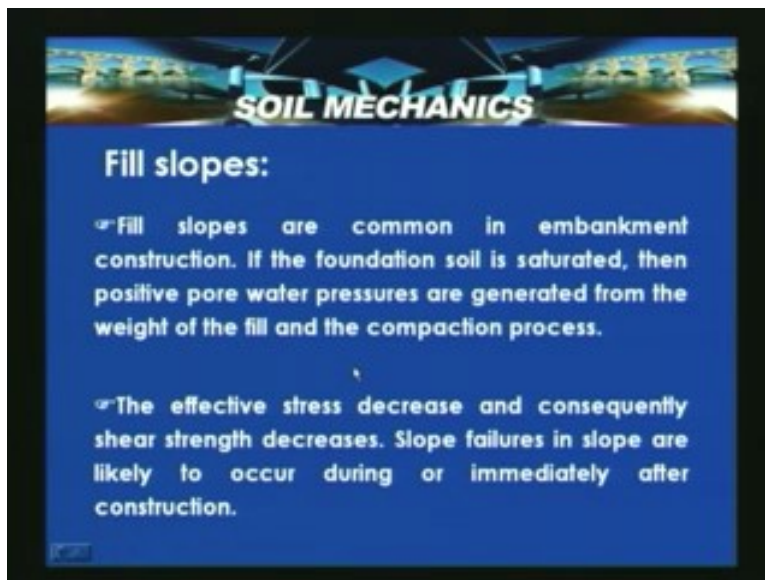 SOIL MECHANICS
Fill slopes:
☞Fill slopes are common in embankment
construction. If the foundation soil is saturated, then
positive pore water pressures are generated from the
weight of the fill and the compaction process.
☞The effective stress decrease and consequently
shear strength decreases. Slope failures in slope are
likely to occur during or immediately after
construction.